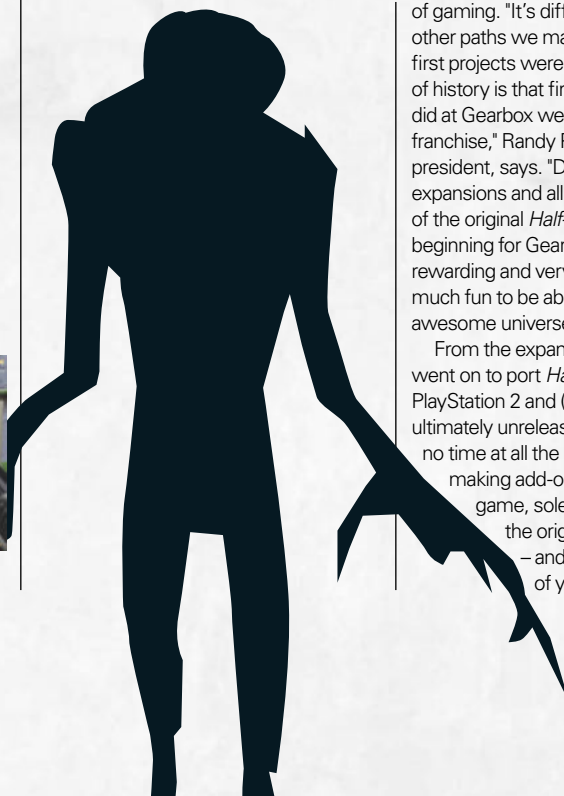 of gaming. "It's diff
other paths we ma
first projects were
of history is that fir
did at Gearbox we
franchise," Randy P
president, says. "D
expansions and all
of the original Half-
beginning for Gear
rewarding and very
much fun to be ab
awesome universe
From the expan
went on to port Ha
PlayStation 2 and (
ultimately unreleas
no time at all the
making add-o
game, sole
the orig
– and
of y